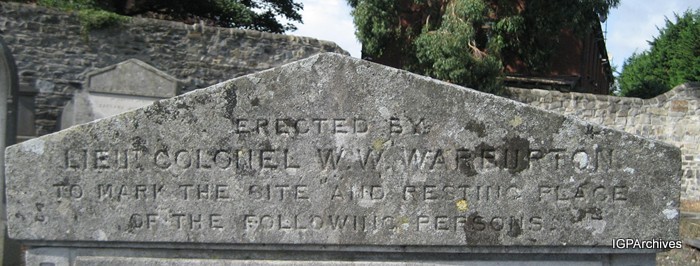 ERECTED BY
LIEUT COLONEL W.W. WARBURTON
TO MARK THE SITE AND RESTING PLACE
OF THE FOLLOWING PERSONS.
IGPArchives